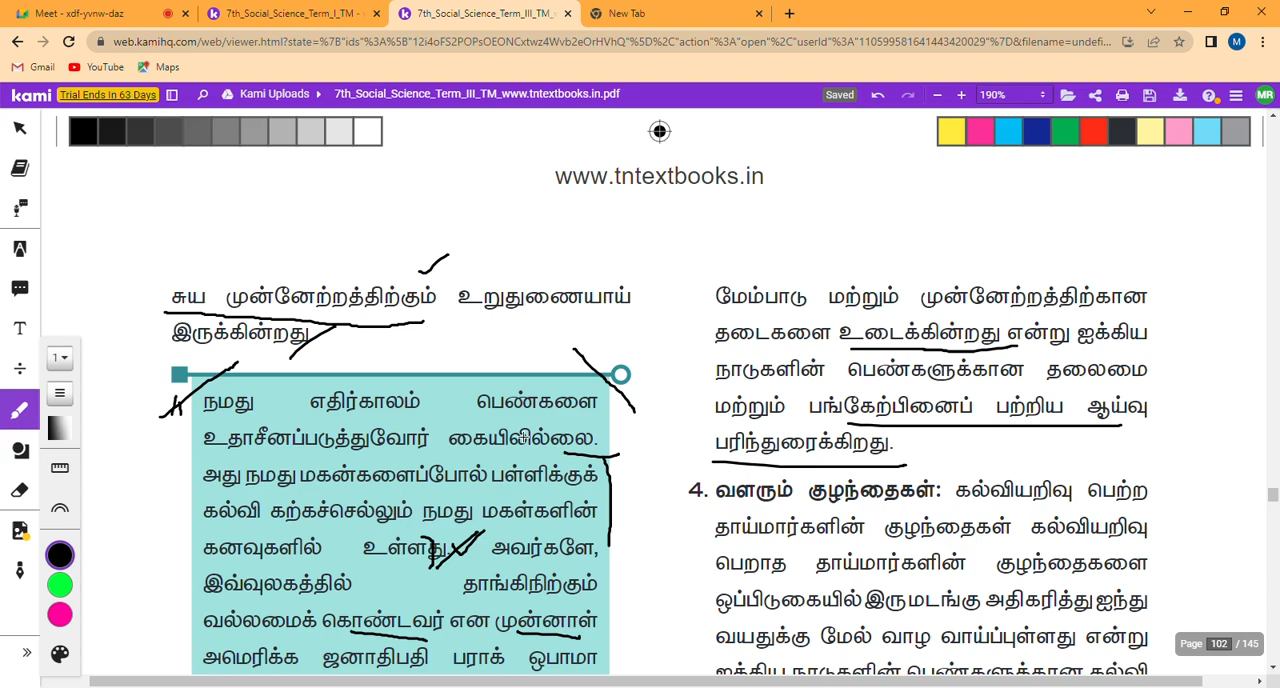 Meet - xdf-yvnw-daz
7th_Social_Science_Term_I_TM -
7th_Social_Science_Term_III_TM_
New Tab
web.kamihq.com/web/viewer.html?state=%7B"ids"%3A%5B"12i4oFS2POPsOEONCxtwz4Wvb2eOrHVhQ"%5D%2C"action"%3A"open"%2C"userId"%3A"110599581641443420029"%7D&filename=undefi...
M
Gmail
YouTube
Maps
kami
Trial Ends In 63 Days
Kami Uploads
7th_Social_Science_Term_III_TM_www.tntextbooks.in.pdf
Saved
190%
MR
www.tntextbooks.in
சுய முன்னேற்றத்திற்கும் உறுதுணையாய்
இருக்கின்றது
நமது எதிர்காலம் பெண்களை
உதாசீனப்படுத்துவோர் கையிலில்லை.
அது நமது மகன்களைப்போல் பள்ளிக்குக்
கல்வி கற்கச்செல்லும் நமது மகள்களின்
கனவுகளில் உள்ளது. அவர்களே,
இவ்வுலகத்தில் தாங்கிநிற்கும்
வல்லமைக் கொண்டவர் என முன்னாள்
அமெரிக்க ஜனாதிபதி பராக் ஒபாமா
மேம்பாடு மற்றும் முன்னேற்றத்திற்கான
தடைகளை உடைக்கின்றது என்று ஐக்கிய
நாடுகளின் பெண்களுக்கான தலைமை
மற்றும் பங்கேற்பினைப் பற்றிய ஆய்வு
பரிந்துரைக்கிறது.
4. வளரும் குழந்தைகள்: கல்வியறிவு பெற்ற
தாய்மார்களின் குழந்தைகள் கல்வியறிவு
பெறாத தாய்மார்களின் குழந்தைகளை
ஒப்பிடுகையில் இரு மடங்கு அதிகரித்து ஐந்து
வயதுக்கு மேல் வாழ வாய்ப்புள்ளது என்று
ஐக்கிய நாடுகளின் பெண்களுக்கான கல்வி
1
Page 102 / 145